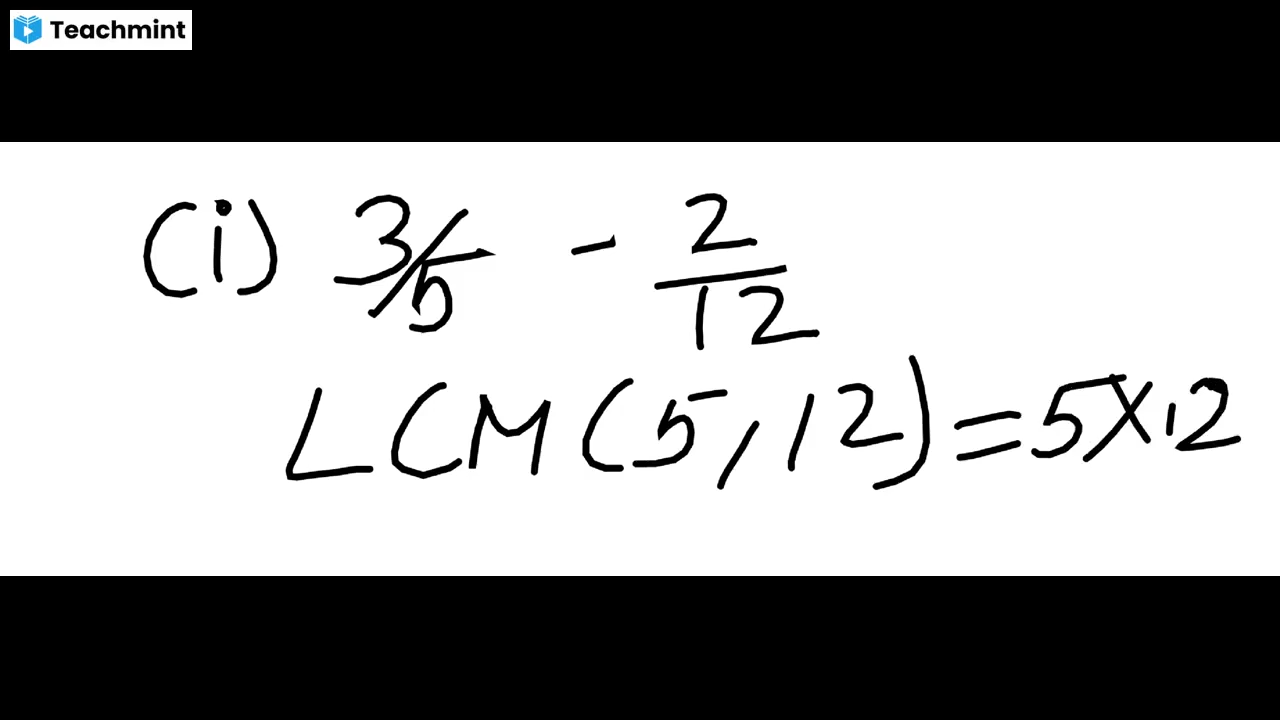 Teachmint
(i) 3/5 - 2/12
LCM(5,12)=5×12